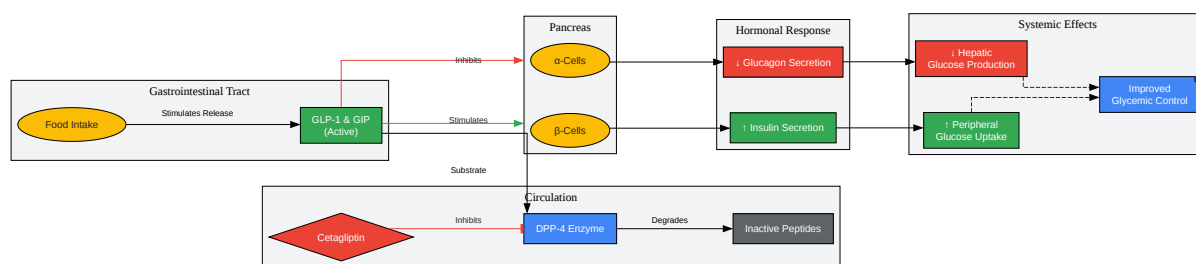 Gastrointestinal Tract
Food Intake
Stimulates Release
GLP-1 & GIP
(Active)
Inhibits
Stimulates
Substrate
Pancreas
α-Cells
β-Cells
Hormonal Response
↓ Glucagon Secretion
↑ Insulin Secretion
Systemic Effects
↓ Hepatic
Glucose Production
↑ Peripheral
Glucose Uptake
Improved
Glycemic Control
Circulation
Cetagliptin
Inhibits
DPP-4 Enzyme
Degrades
Inactive Peptides